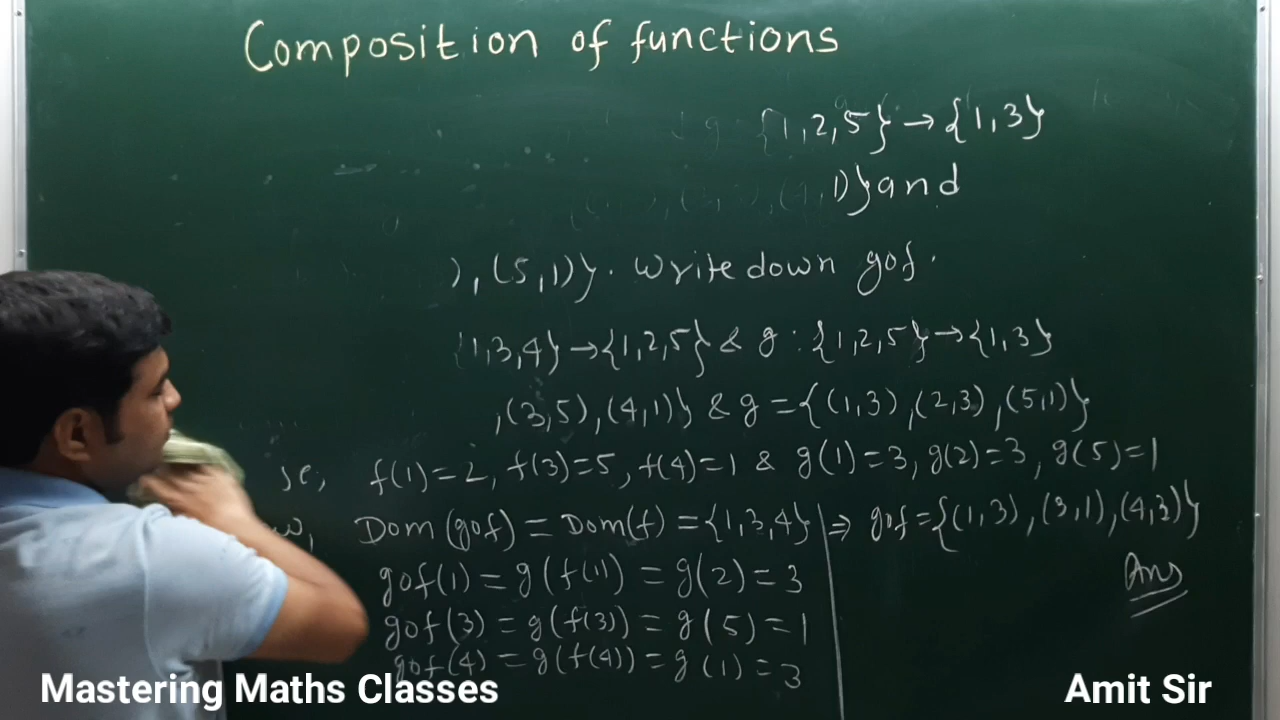 Composition of functions
{1,2,5} → {1,3}
1)} and
), (5,1)}. Write down gof.
1,3,4} → {1,2,5} & g : {1,2,5} → {1,3}
,(3,5),(4,1)} & g = {(1,3),(2,3),(5,1)}
se, f(1)=2, f(3)=5, f(4)=1 & g(1)=3, g(2)=3, g(5)=1
w, Dom(gof) = Dom(f) = {1,3,4} ⇒ gof = {(1,3),(3,1),(4,3)}
Ans
gof(1) = g(f(1)) = g(2) = 3
gof(3) = g(f(3)) = g(5) = 1
gof(4) = g(f(4)) = g(1) = 3
Mastering Maths Classes
Amit Sir